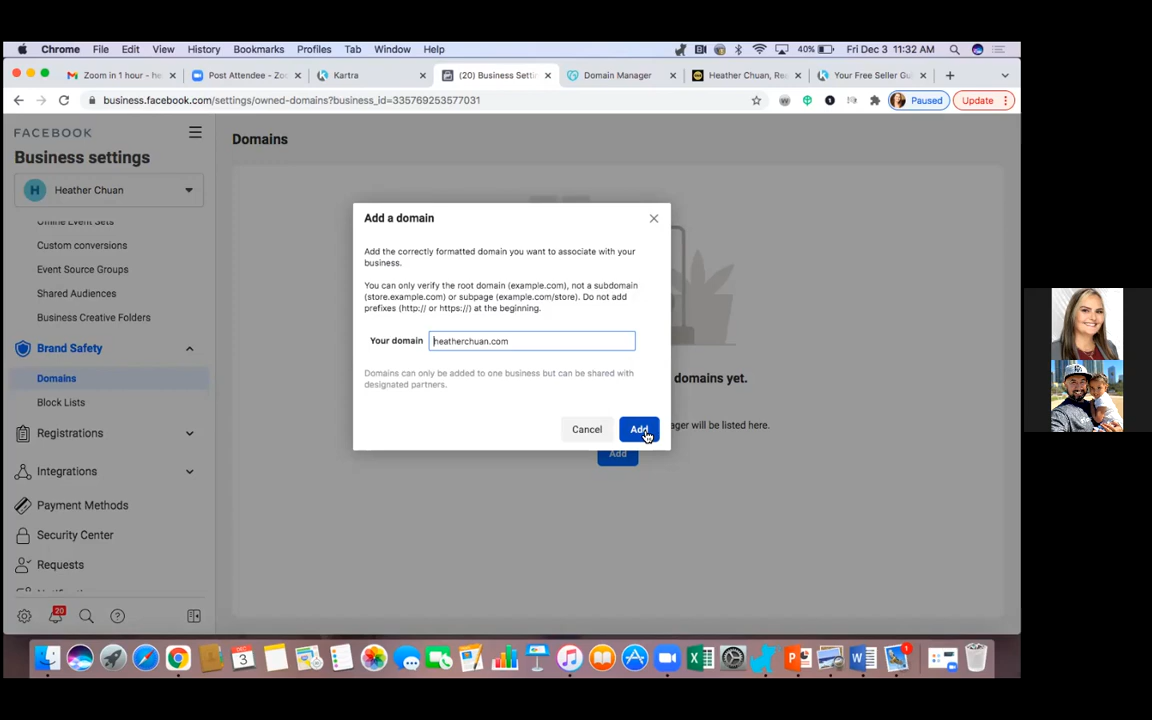 Chrome File Edit View History Bookmarks Profiles Tab Window Help 40% Fri Dec 3 11:32 AM
Zoom in 1 hour - he Post Attendee - Zo Kartra (20) Business Setti Domain Manager Heather Chuan, Re Your Free Seller Gu
business.facebook.com/settings/owned-domains?business_id=335769253577031 Paused Update
FACEBOOK
Business settings
H Heather Chuan
Online Event Sets
Custom conversions
Event Source Groups
Shared Audiences
Business Creative Folders
Brand Safety
Domains
Block Lists
Registrations
Integrations
Payment Methods
Security Center
Requests
20
Domains
domains yet.
ager will be listed here.
Add
Add a domain
Add the correctly formatted domain you want to associate with your
business.
You can only verify the root domain (example.com), not a subdomain
(store.example.com) or subpage (example.com/store). Do not add
prefixes (http:// or https://) at the beginning.
Your domain heatherchuan.com
Domains can only be added to one business but can be shared with
designated partners.
Cancel Add
DEC
3
1